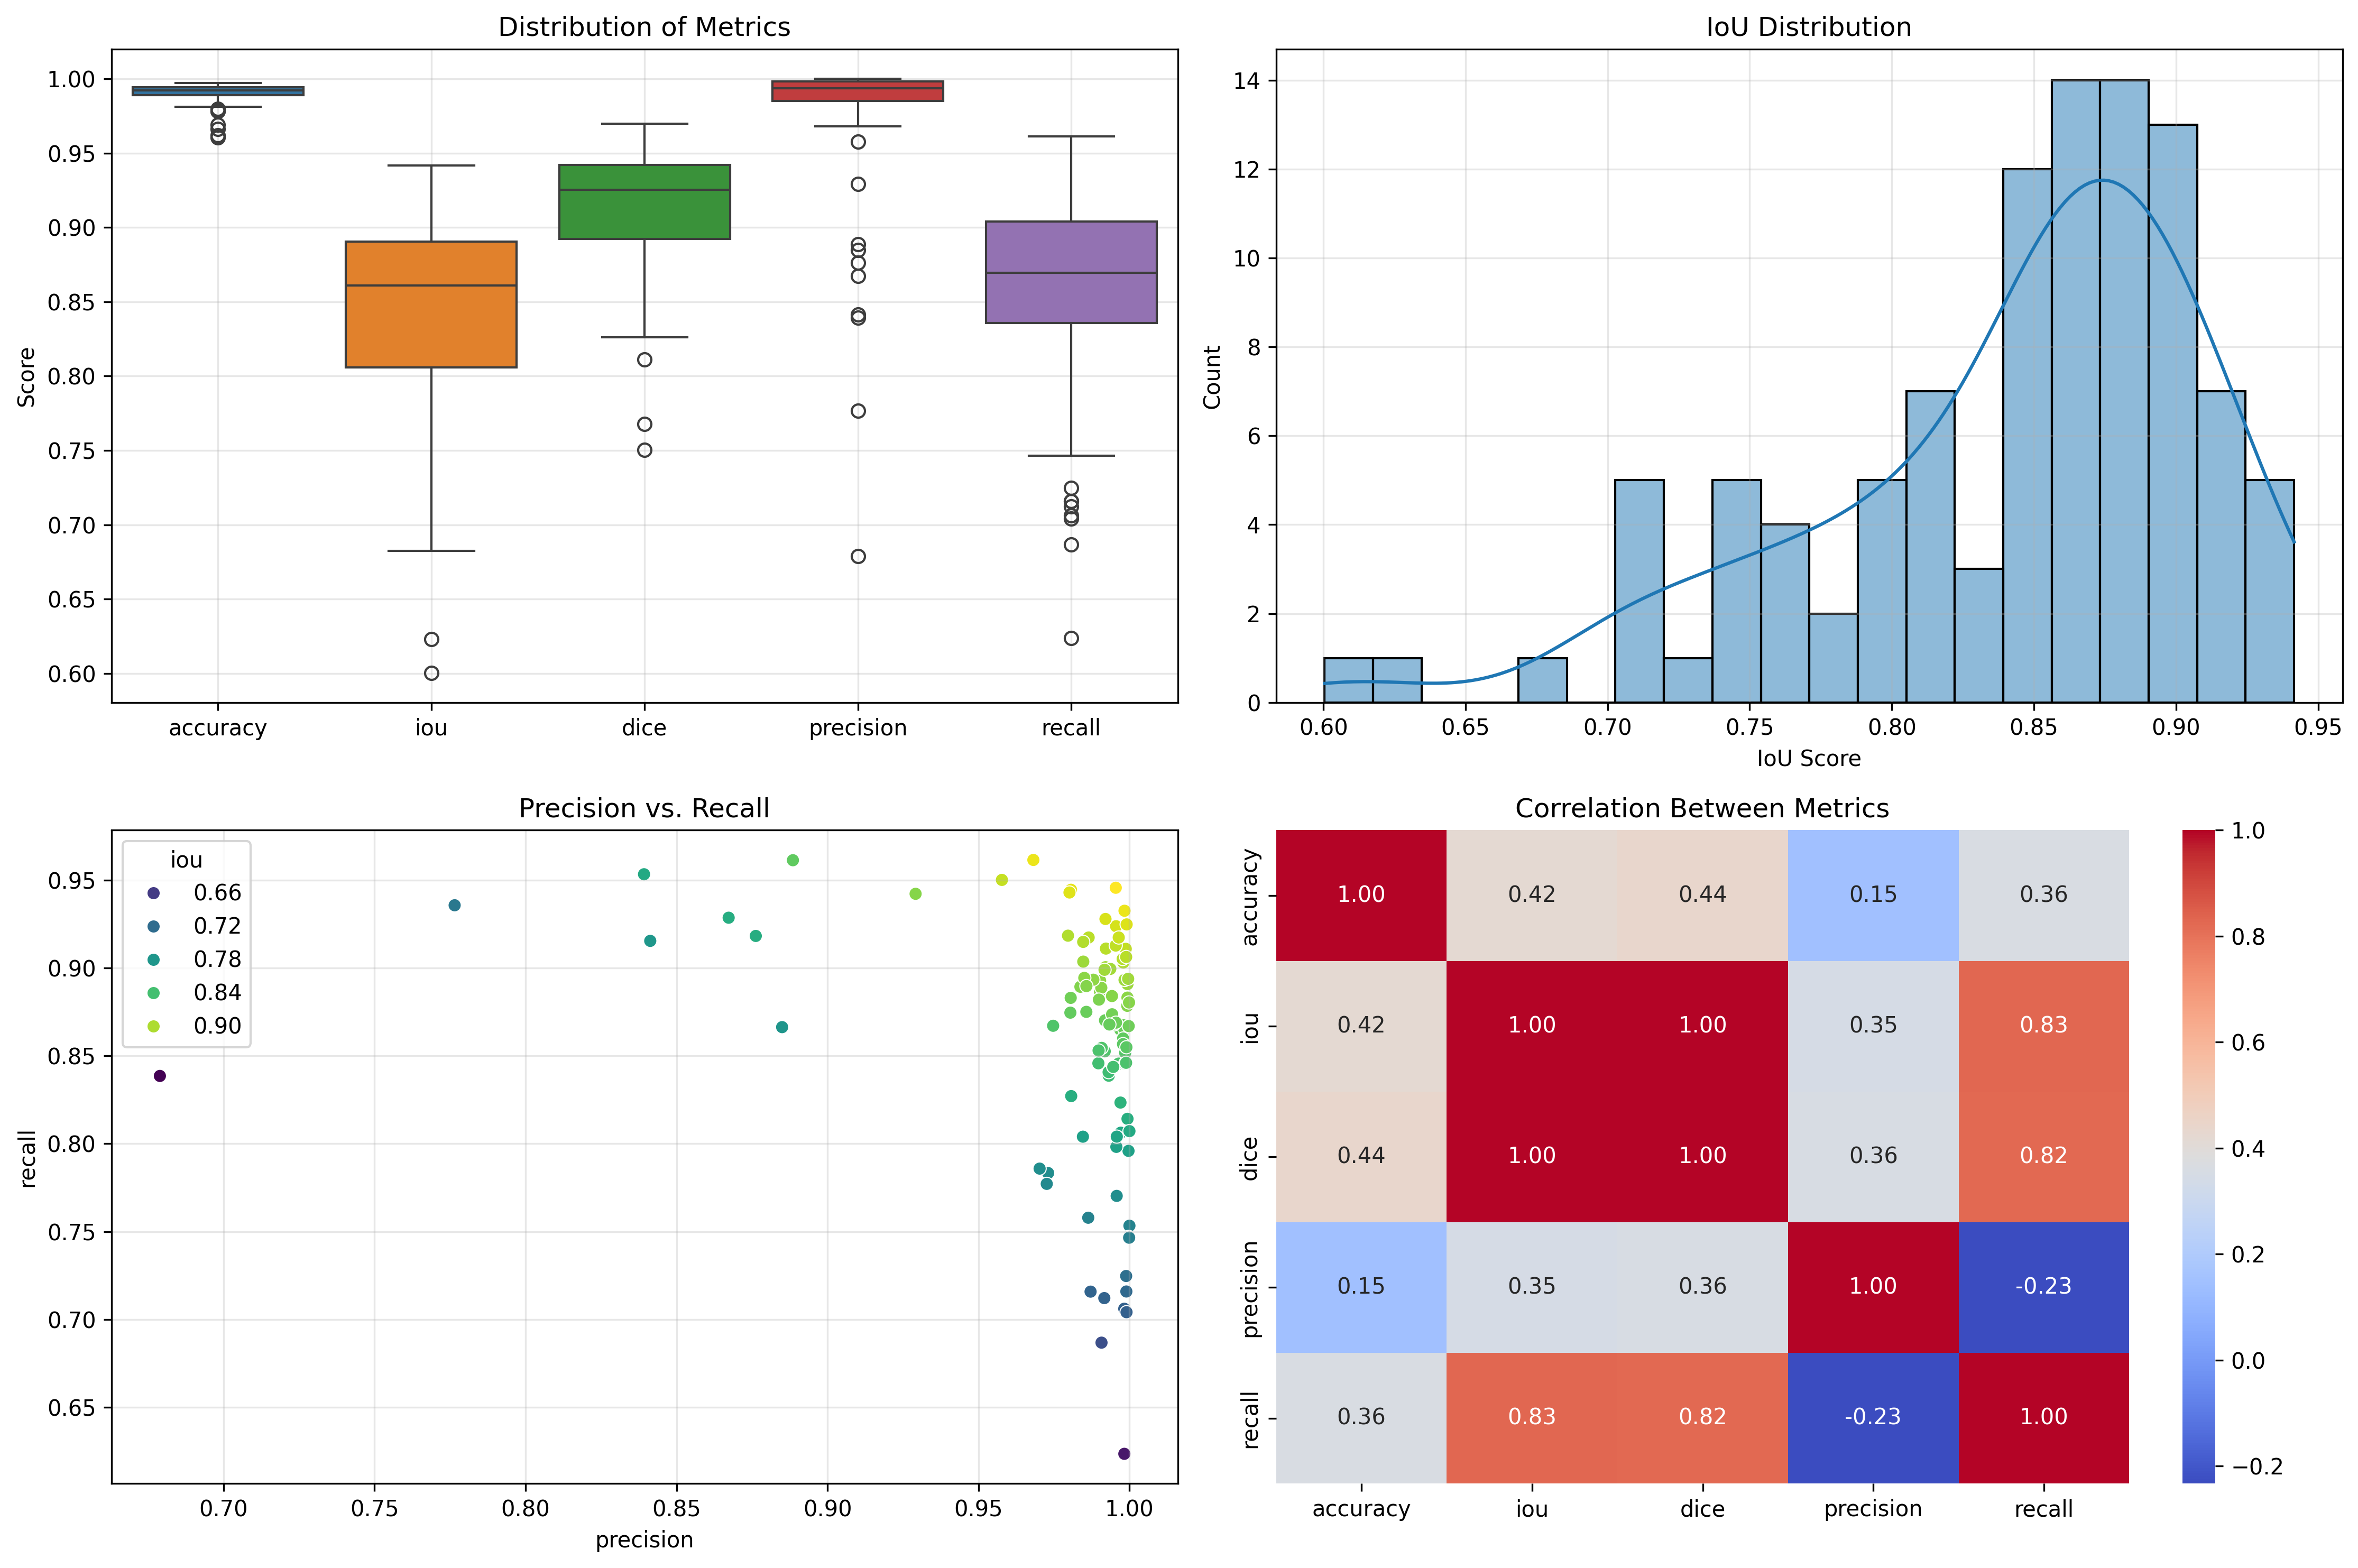 Distribution of Metrics
1.00
0.95
0.90
0.85
0.80
0.75
0.70
0.65
0.60
Score
accuracy iou dice precision recall
IoU Distribution
14
12
10
8
6
4
2
0
Count
0.60 0.65 0.70 0.75 0.80 0.85 0.90 0.95
IoU Score
Precision vs. Recall
iou
0.66
0.72
0.78
0.84
0.90
0.95
0.90
0.85
0.80
0.75
0.70
0.65
recall
0.70 0.75 0.80 0.85 0.90 0.95 1.00
precision
Correlation Between Metrics
accuracy 1.00 0.42 0.44 0.15 0.36
iou 0.42 1.00 1.00 0.35 0.83
dice 0.44 1.00 1.00 0.36 0.82
precision 0.15 0.35 0.36 1.00 -0.23
recall 0.36 0.83 0.82 -0.23 1.00
accuracy iou dice precision recall
1.0
0.8
0.6
0.4
0.2
0.0
−0.2